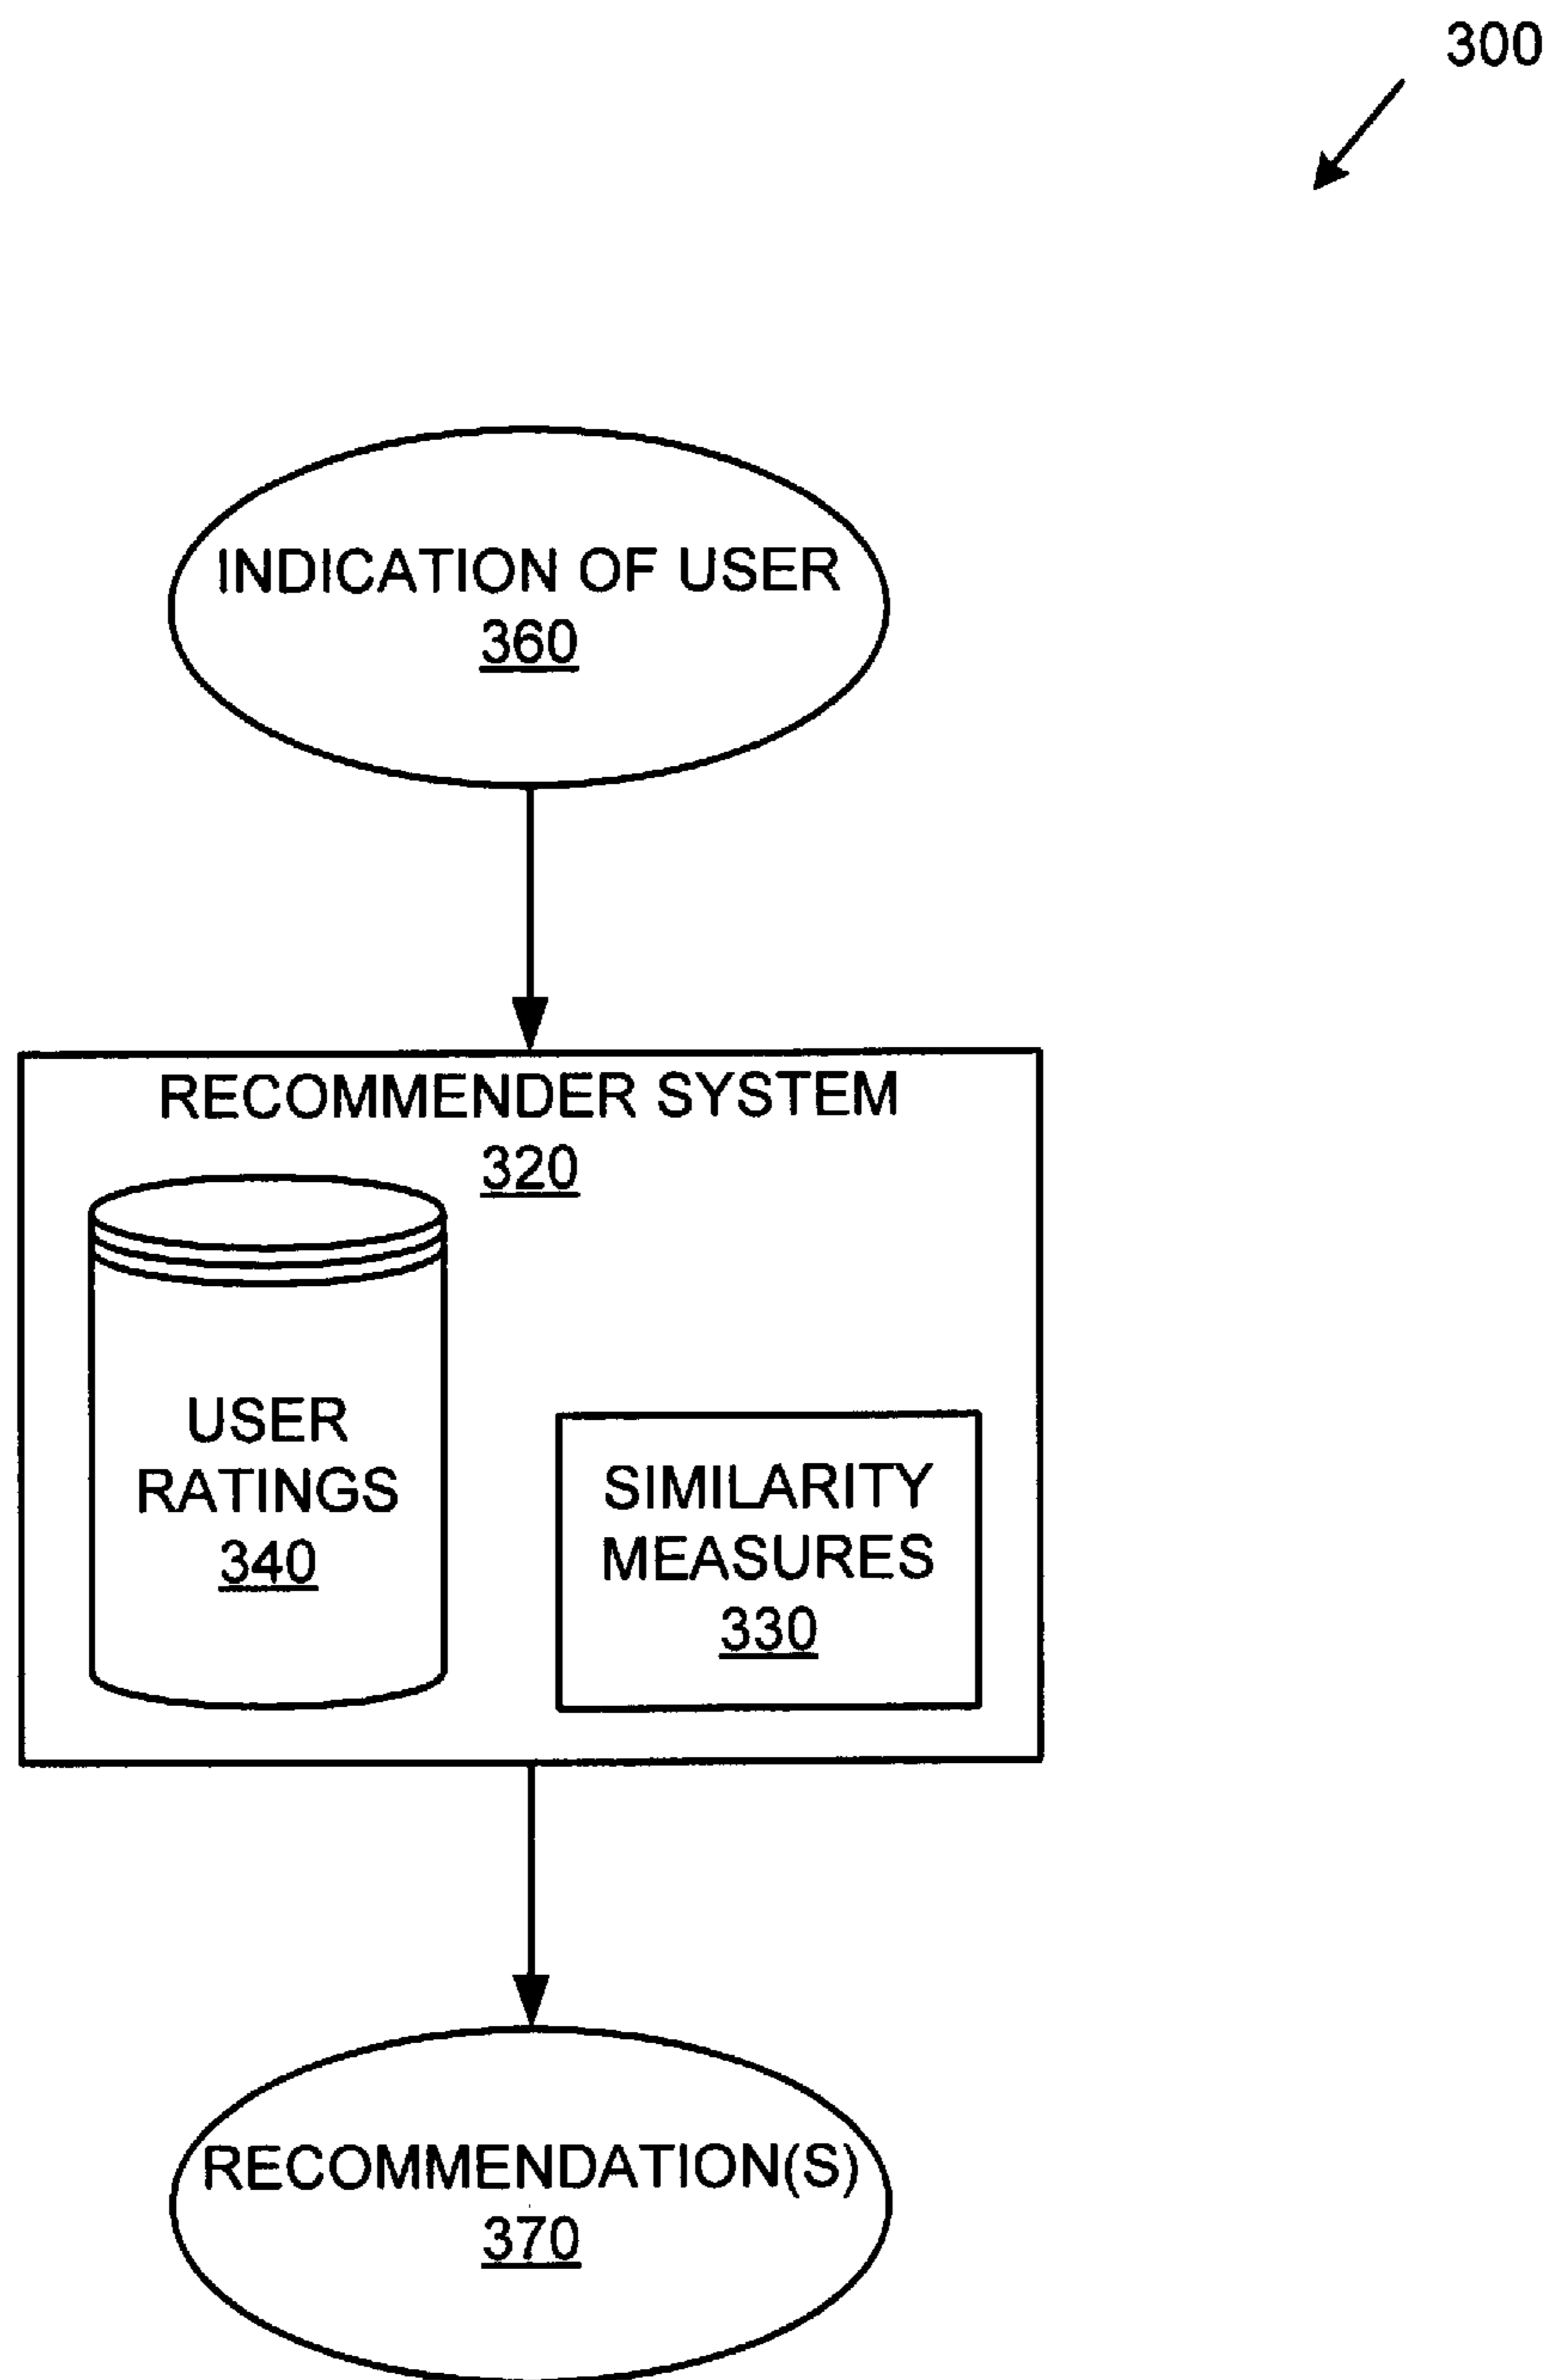 300
INDICATION OF USER
360
RECOMMENDER SYSTEM
320
USER
RATINGS
340
SIMILARITY
MEASURES
330
RECOMMENDATION(S)
370